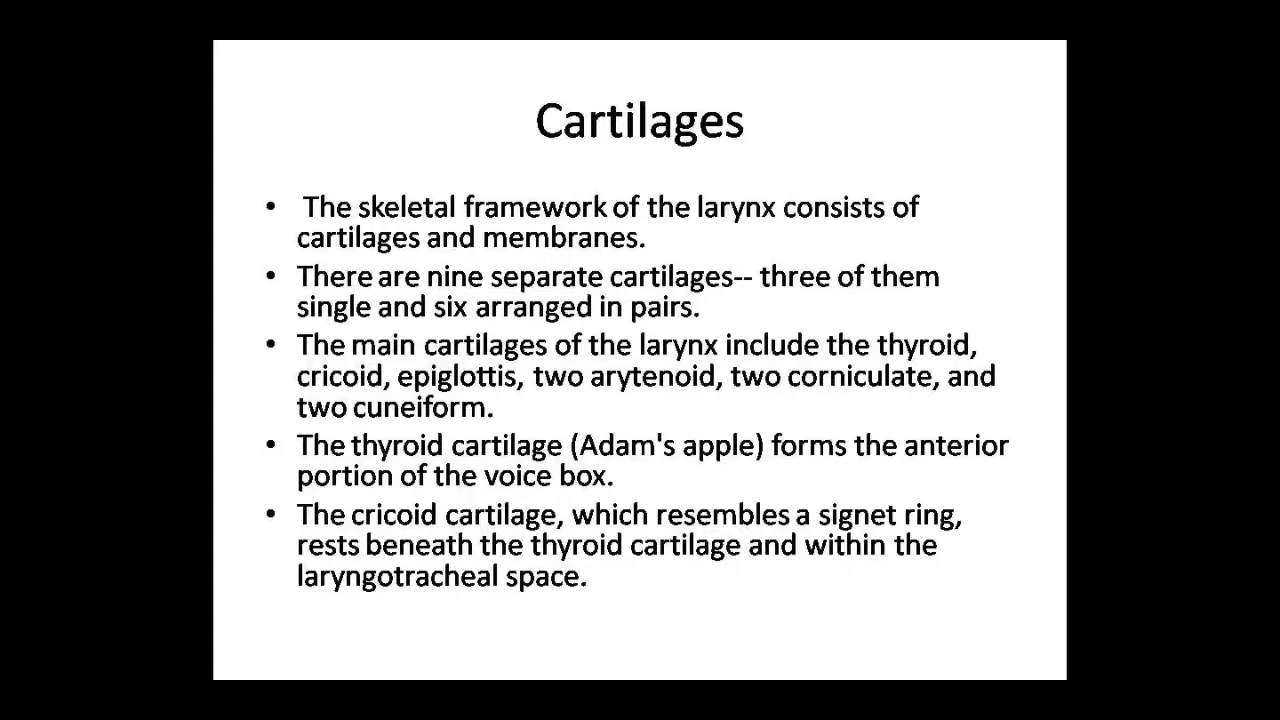 Cartilages
• The skeletal framework of the larynx consists of
cartilages and membranes.
• There are nine separate cartilages-- three of them
single and six arranged in pairs.
• The main cartilages of the larynx include the thyroid,
cricoid, epiglottis, two arytenoid, two corniculate, and
two cuneiform.
• The thyroid cartilage (Adam's apple) forms the anterior
portion of the voice box.
• The cricoid cartilage, which resembles a signet ring,
rests beneath the thyroid cartilage and within the
laryngotracheal space.